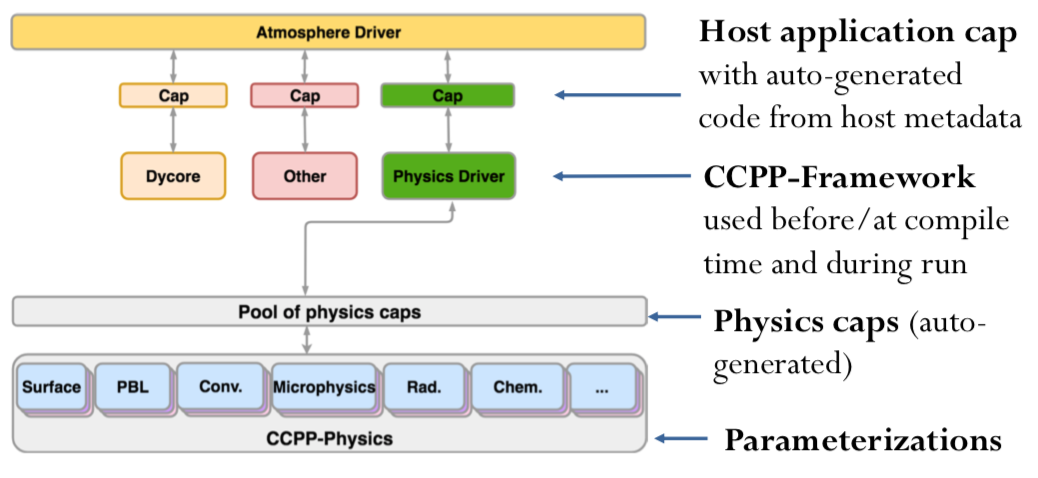 Atmosphere Driver
Cap
Cap
Cap
Dycore
Other
Physics Driver
Pool of physics caps
Surface
PBL
Conv.
Microphysics
Rad.
Chem.
...
CCPP-Physics
Host application cap
with auto-generated
code from host metadata
CCPP-Framework
used before/at compile
time and during run
Physics caps (auto-
generated)
Parameterizations